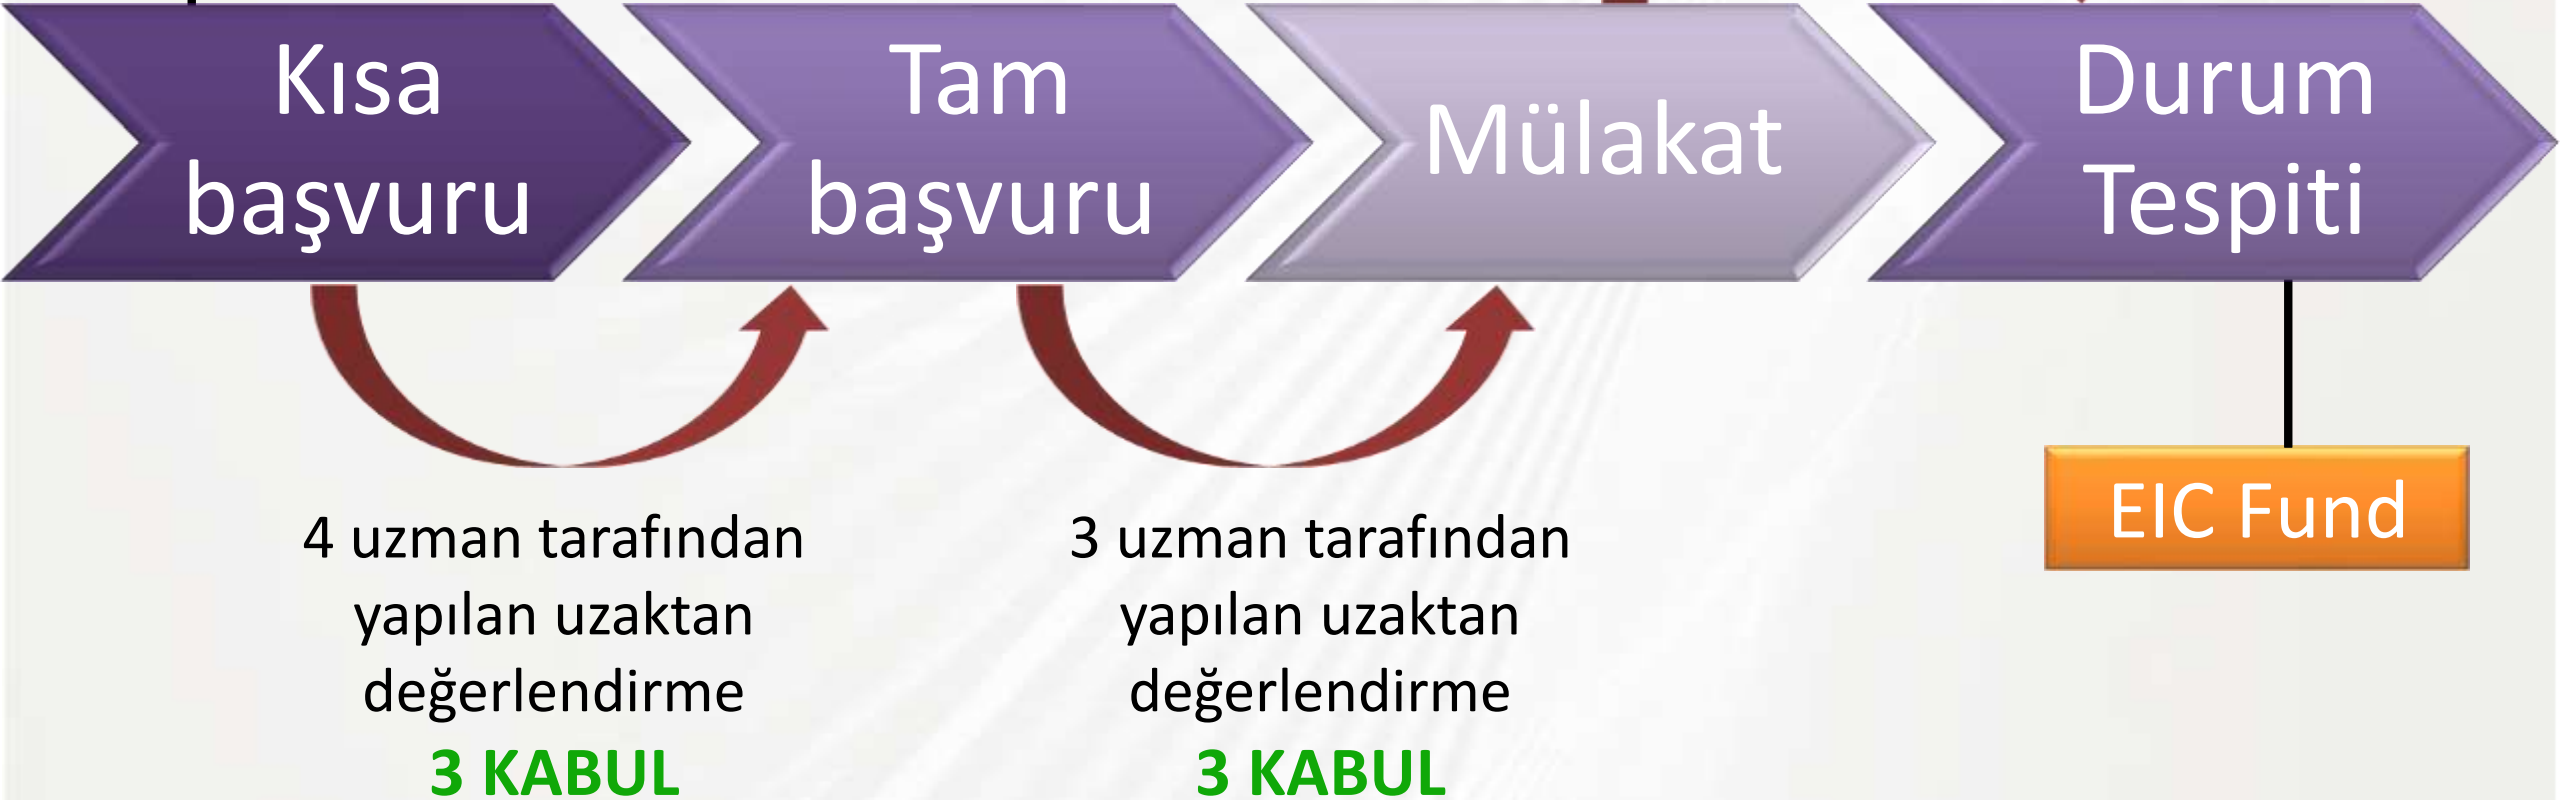 Kısa
başvuru
Tam
başvuru
Mülakat
Durum
Tespiti
4 uzman tarafından
yapılan uzaktan
değerlendirme
3 KABUL
3 uzman tarafından
yapılan uzaktan
değerlendirme
3 KABUL
EIC Fund